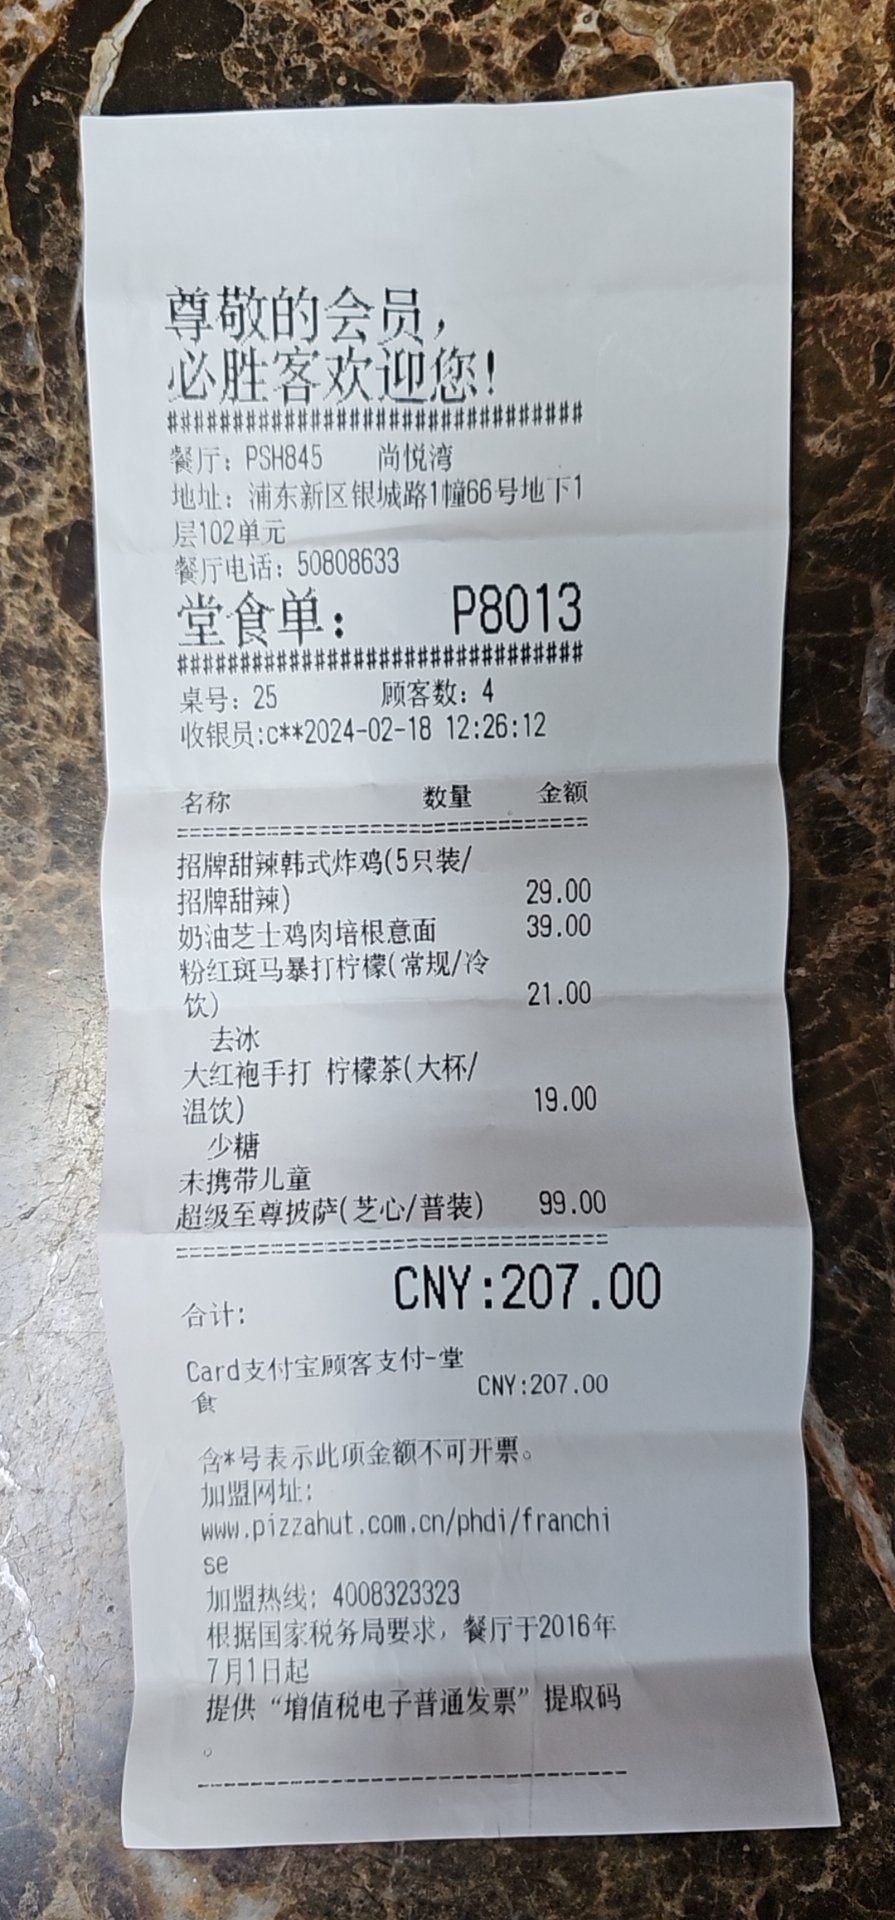 尊敬的会员，
必胜客欢迎您!
################################
餐厅: PSH845 尚悦湾
地址: 浦东新区银城路1幢66号地下1
层102单元
餐厅电话: 50808633
堂食单: P8013
################################
桌号: 25 顾客数: 4
收银员:c**2024-02-18 12:26:12
名称 数量 金额
================================
招牌甜辣韩式炸鸡(5只装/
招牌甜辣) 29.00
奶油芝士鸡肉培根意面 39.00
粉红斑马暴打柠檬(常规/冷
饮) 21.00
去冰
大红袍手打 柠檬茶(大杯/
温饮) 19.00
少糖
未携带儿童
超级至尊披萨(芝心/普装) 99.00
================================
合计: CNY:207.00
Card支付宝顾客支付-堂
食 CNY:207.00
含*号表示此项金额不可开票。
加盟网址:
www.pizzahut.com.cn/phdi/franchi
se
加盟热线: 4008323323
根据国家税务局要求，餐厅于2016年
7月1日起
提供“增值税电子普通发票”提取码
。
--------------------------------